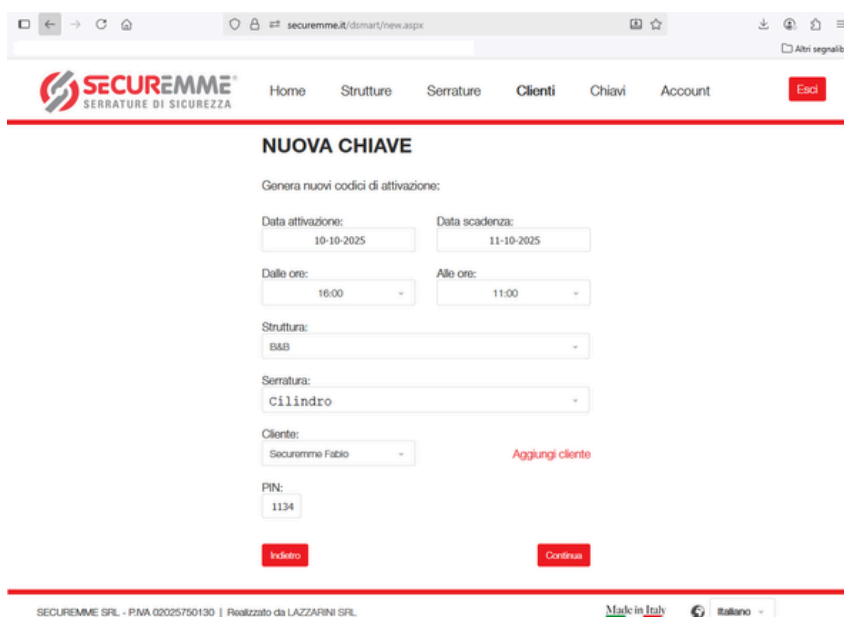 securemme.it/dsmart/new.aspx
Altri segnalib
SECUREMME®
SERRATURE DI SICUREZZA
Home Strutture Serrature Clienti Chiavi Account Esci
NUOVA CHIAVE
Genera nuovi codici di attivazione:
Data attivazione: Data scadenza:
10-10-2025 11-10-2025
Dalle ore: Alle ore:
16:00 11:00
Struttura:
B&B
Serratura:
Cilindro
Cliente:
Securemme Fabio Aggiungi cliente
PIN:
1134
Indietro Continua
SECUREMME SRL - P.IVA 02025750130 | Realizzato da LAZZARINI SRL Made in Italy Italiano